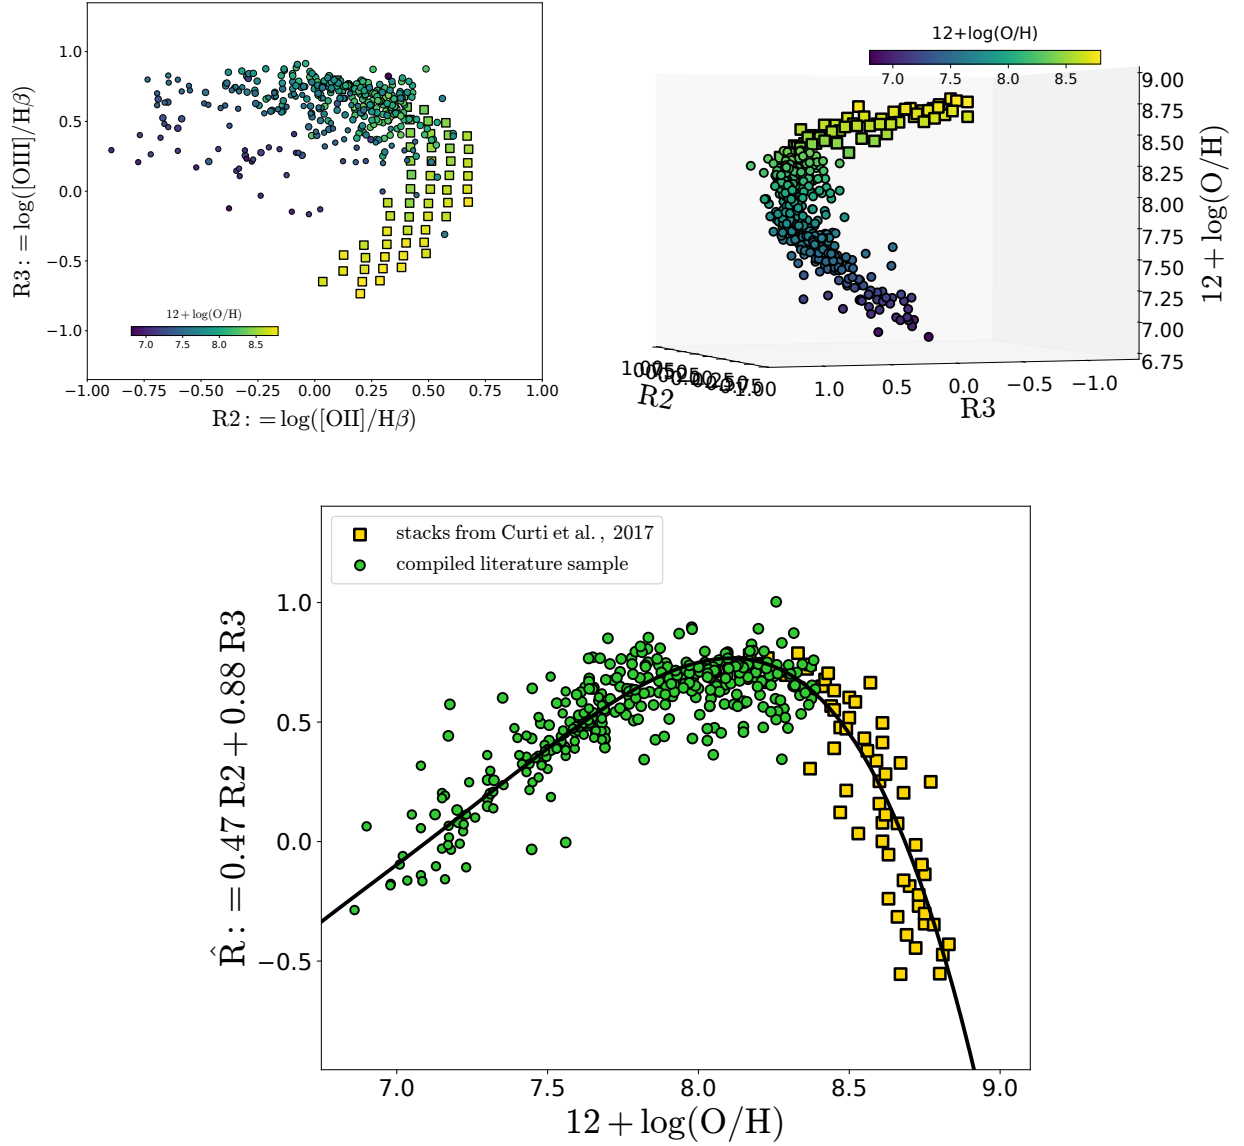 1.0
0.5
0.0
−0.5
−1.0
R3 : = log([OIII]/Hβ)
12 + log(O/H)
7.0 7.5 8.0 8.5
−1.00 −0.75 −0.50 −0.25 0.00 0.25 0.50 0.75 1.00
R2 : = log([OII]/Hβ)
12+log(O/H)
7.0 7.5 8.0 8.5
9.00
8.75
8.50
8.25
8.00
7.75
7.50
7.25
7.00
6.75
12 + log(O/H)
1.0 0.5 0.0 −0.5 −1.0
R2
R3
stacks from Curti et al., 2017
compiled literature sample
1.0
0.5
0.0
−0.5
R̂ : = 0.47 R2 + 0.88 R3
7.0 7.5 8.0 8.5 9.0
12 + log(O/H)